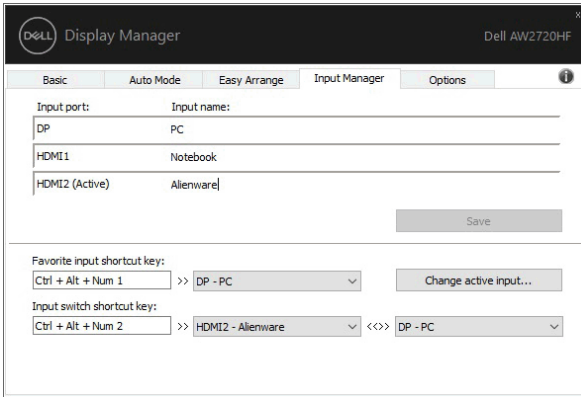 DELL Display Manager Dell AW2720HF
Basic Auto Mode Easy Arrange Input Manager Options
Input port: Input name:
DP PC
HDMI1 Notebook
HDMI2 (Active) Alienware
Save
Favorite input shortcut key:
Ctrl + Alt + Num 1 >> DP - PC Change active input...
Input switch shortcut key:
Ctrl + Alt + Num 2 >> HDMI2 - Alienware <<>> DP - PC